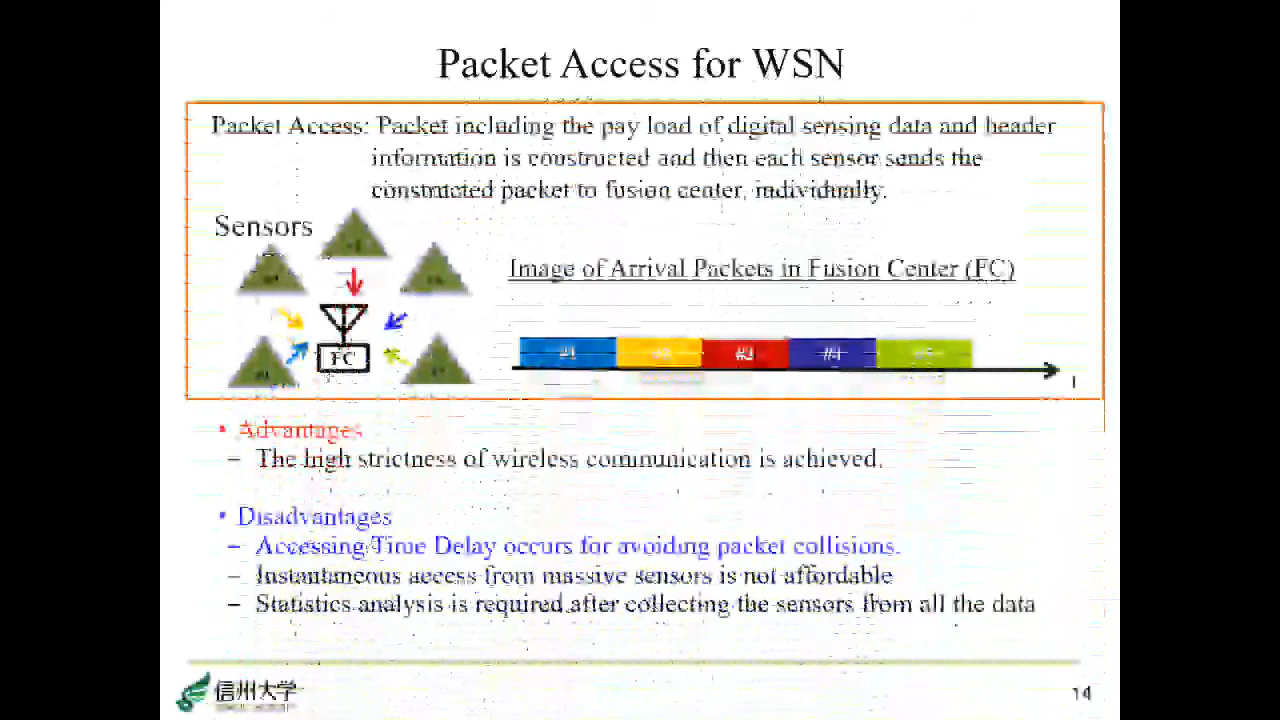 Packet Access for WSN
Packet Access: Packet including the pay load of digital sensing data and header
information is constructed and then each sensor sends the
constructed packet to fusion center, individually.
Sensors
Image of Arrival Packets in Fusion Center (FC)
FC
#1
#3
#4
• Advantages
– The high strictness of wireless communication is achieved.
• Disadvantages
– Accessing Time Delay occurs for avoiding packet collisions.
– Instantaneous access from massive sensors is not affordable
– Statistics analysis is required after collecting the sensors from all the data
信州大学
14